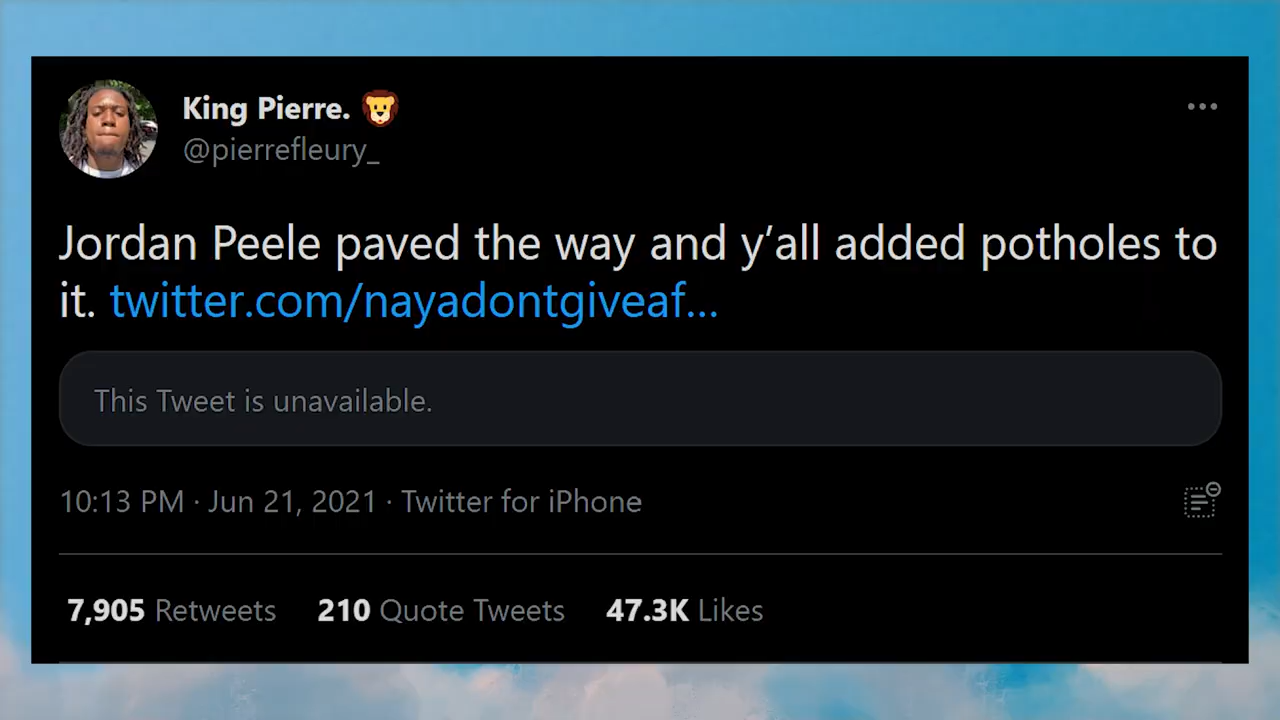 King Pierre. 🦁
@pierrefleury_
Jordan Peele paved the way and y’all added potholes to
it. twitter.com/nayadontgiveaf...
This Tweet is unavailable.
10:13 PM · Jun 21, 2021 · Twitter for iPhone
7,905 Retweets 210 Quote Tweets 47.3K Likes